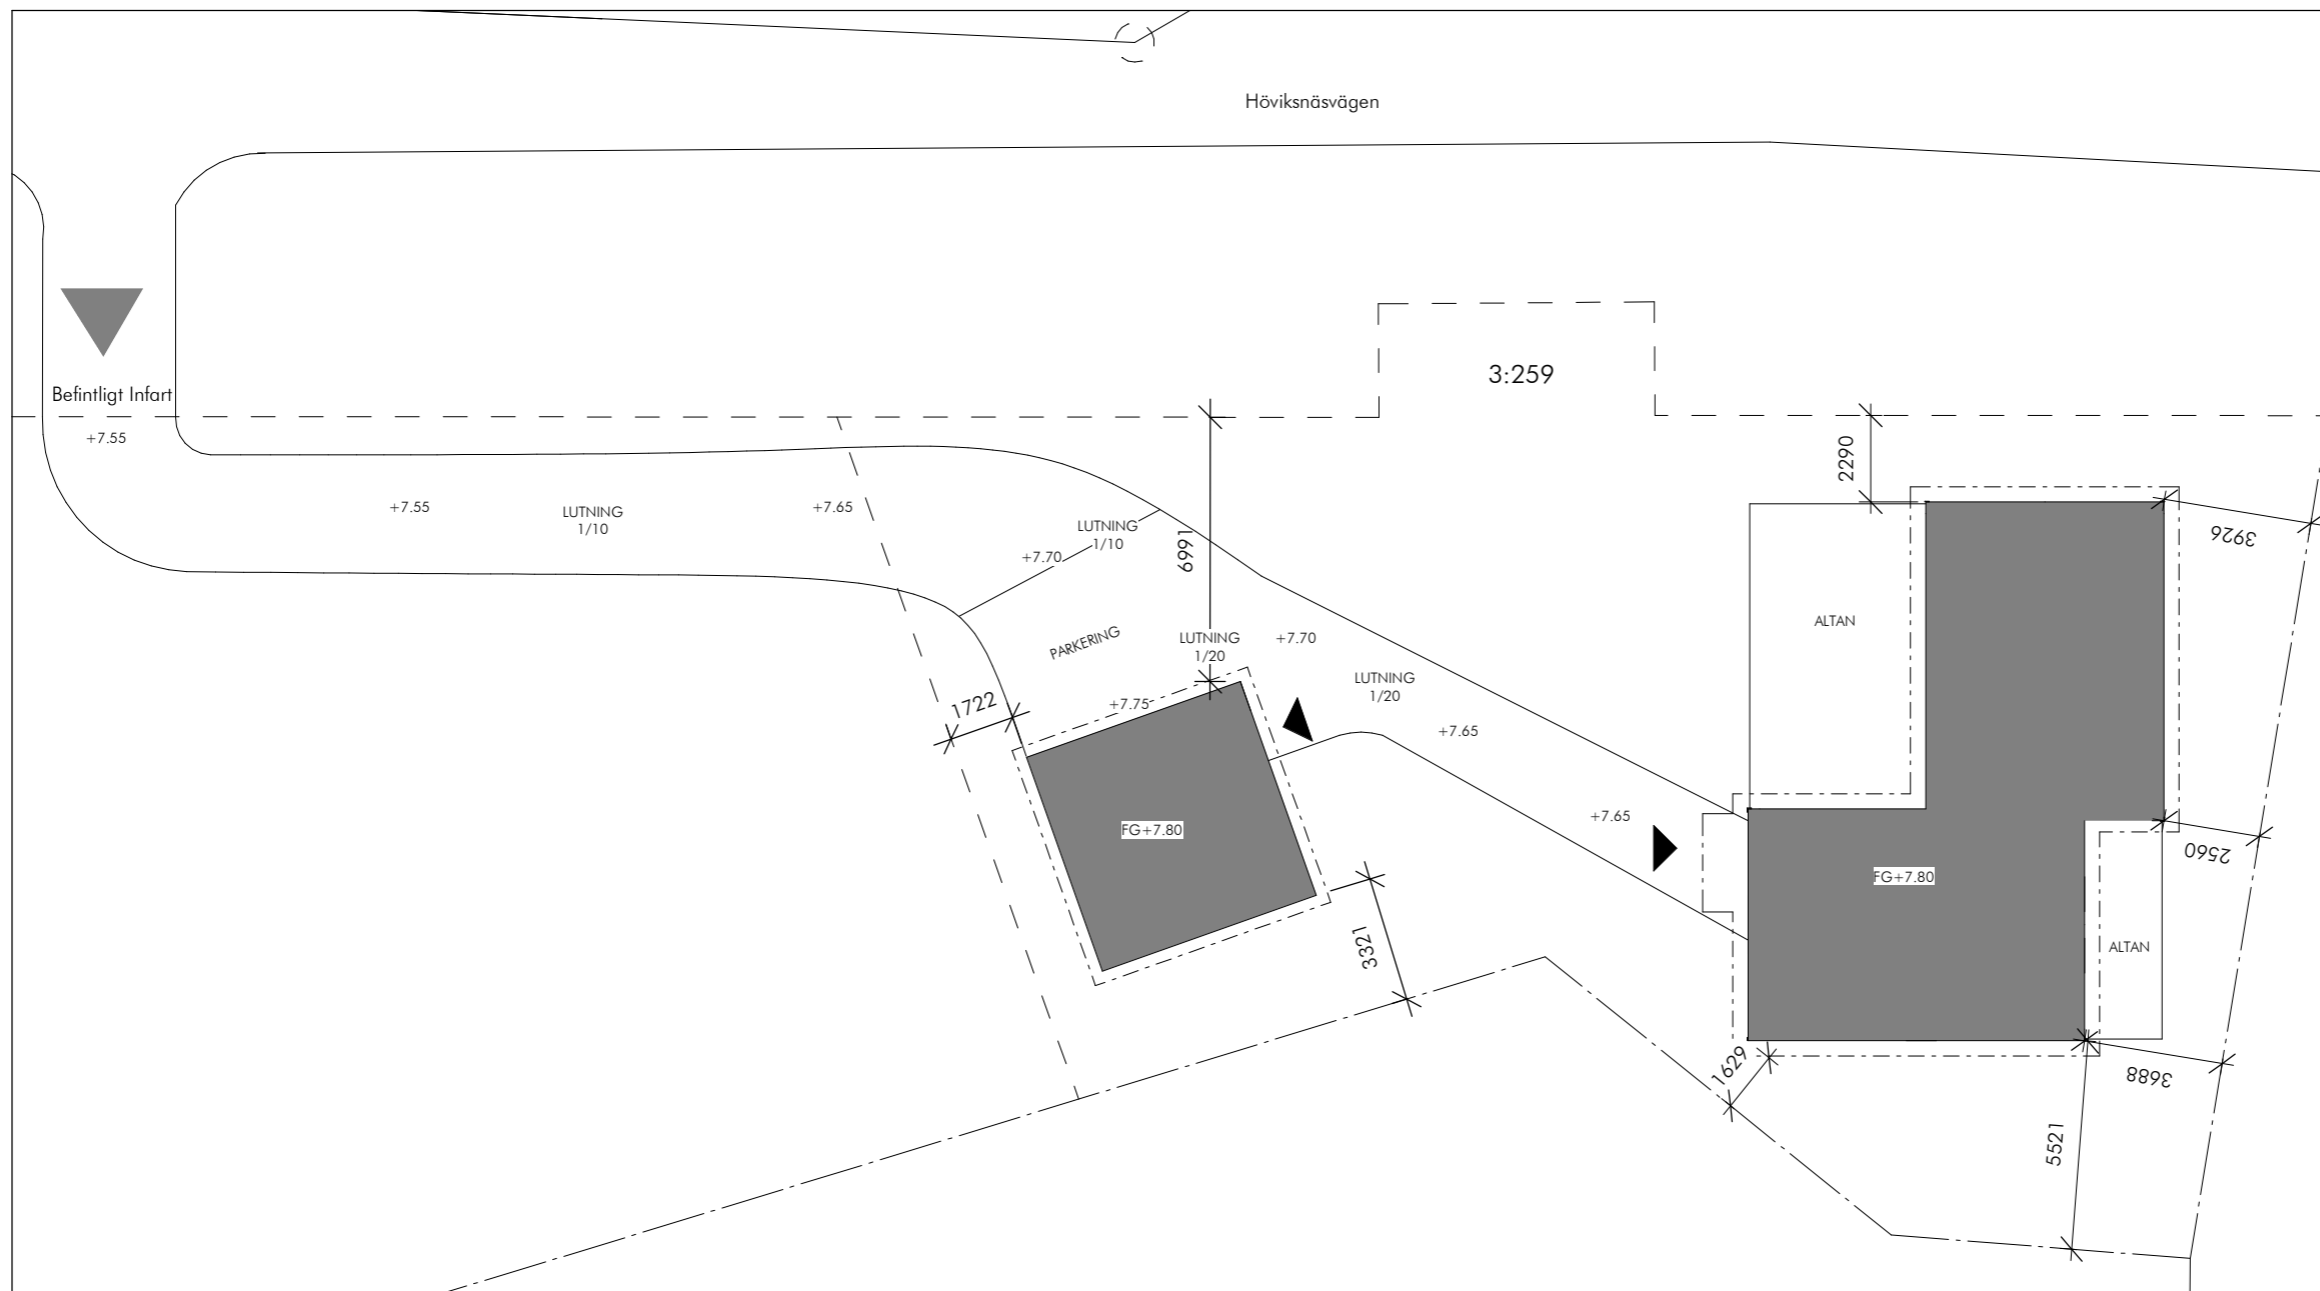 Höviksnäsvägen
3:259
Befintligt Infart
+7.55
2290
+7.55
LUTNING
1/10
+7.65
LUTNING
1/10
+7.70
6991
3926
ALTAN
PARKERING
LUTNING
1/20
+7.70
LUTNING
1/20
1722
+7.75
+7.65
+7.65
FG+7.80
2560
FG+7.80
3321
ALTAN
1629
3688
5521